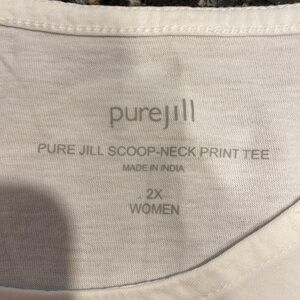 purejill
PURE JILL SCOOP-NECK PRINT TEE
MADE IN INDIA
2X
WOMEN